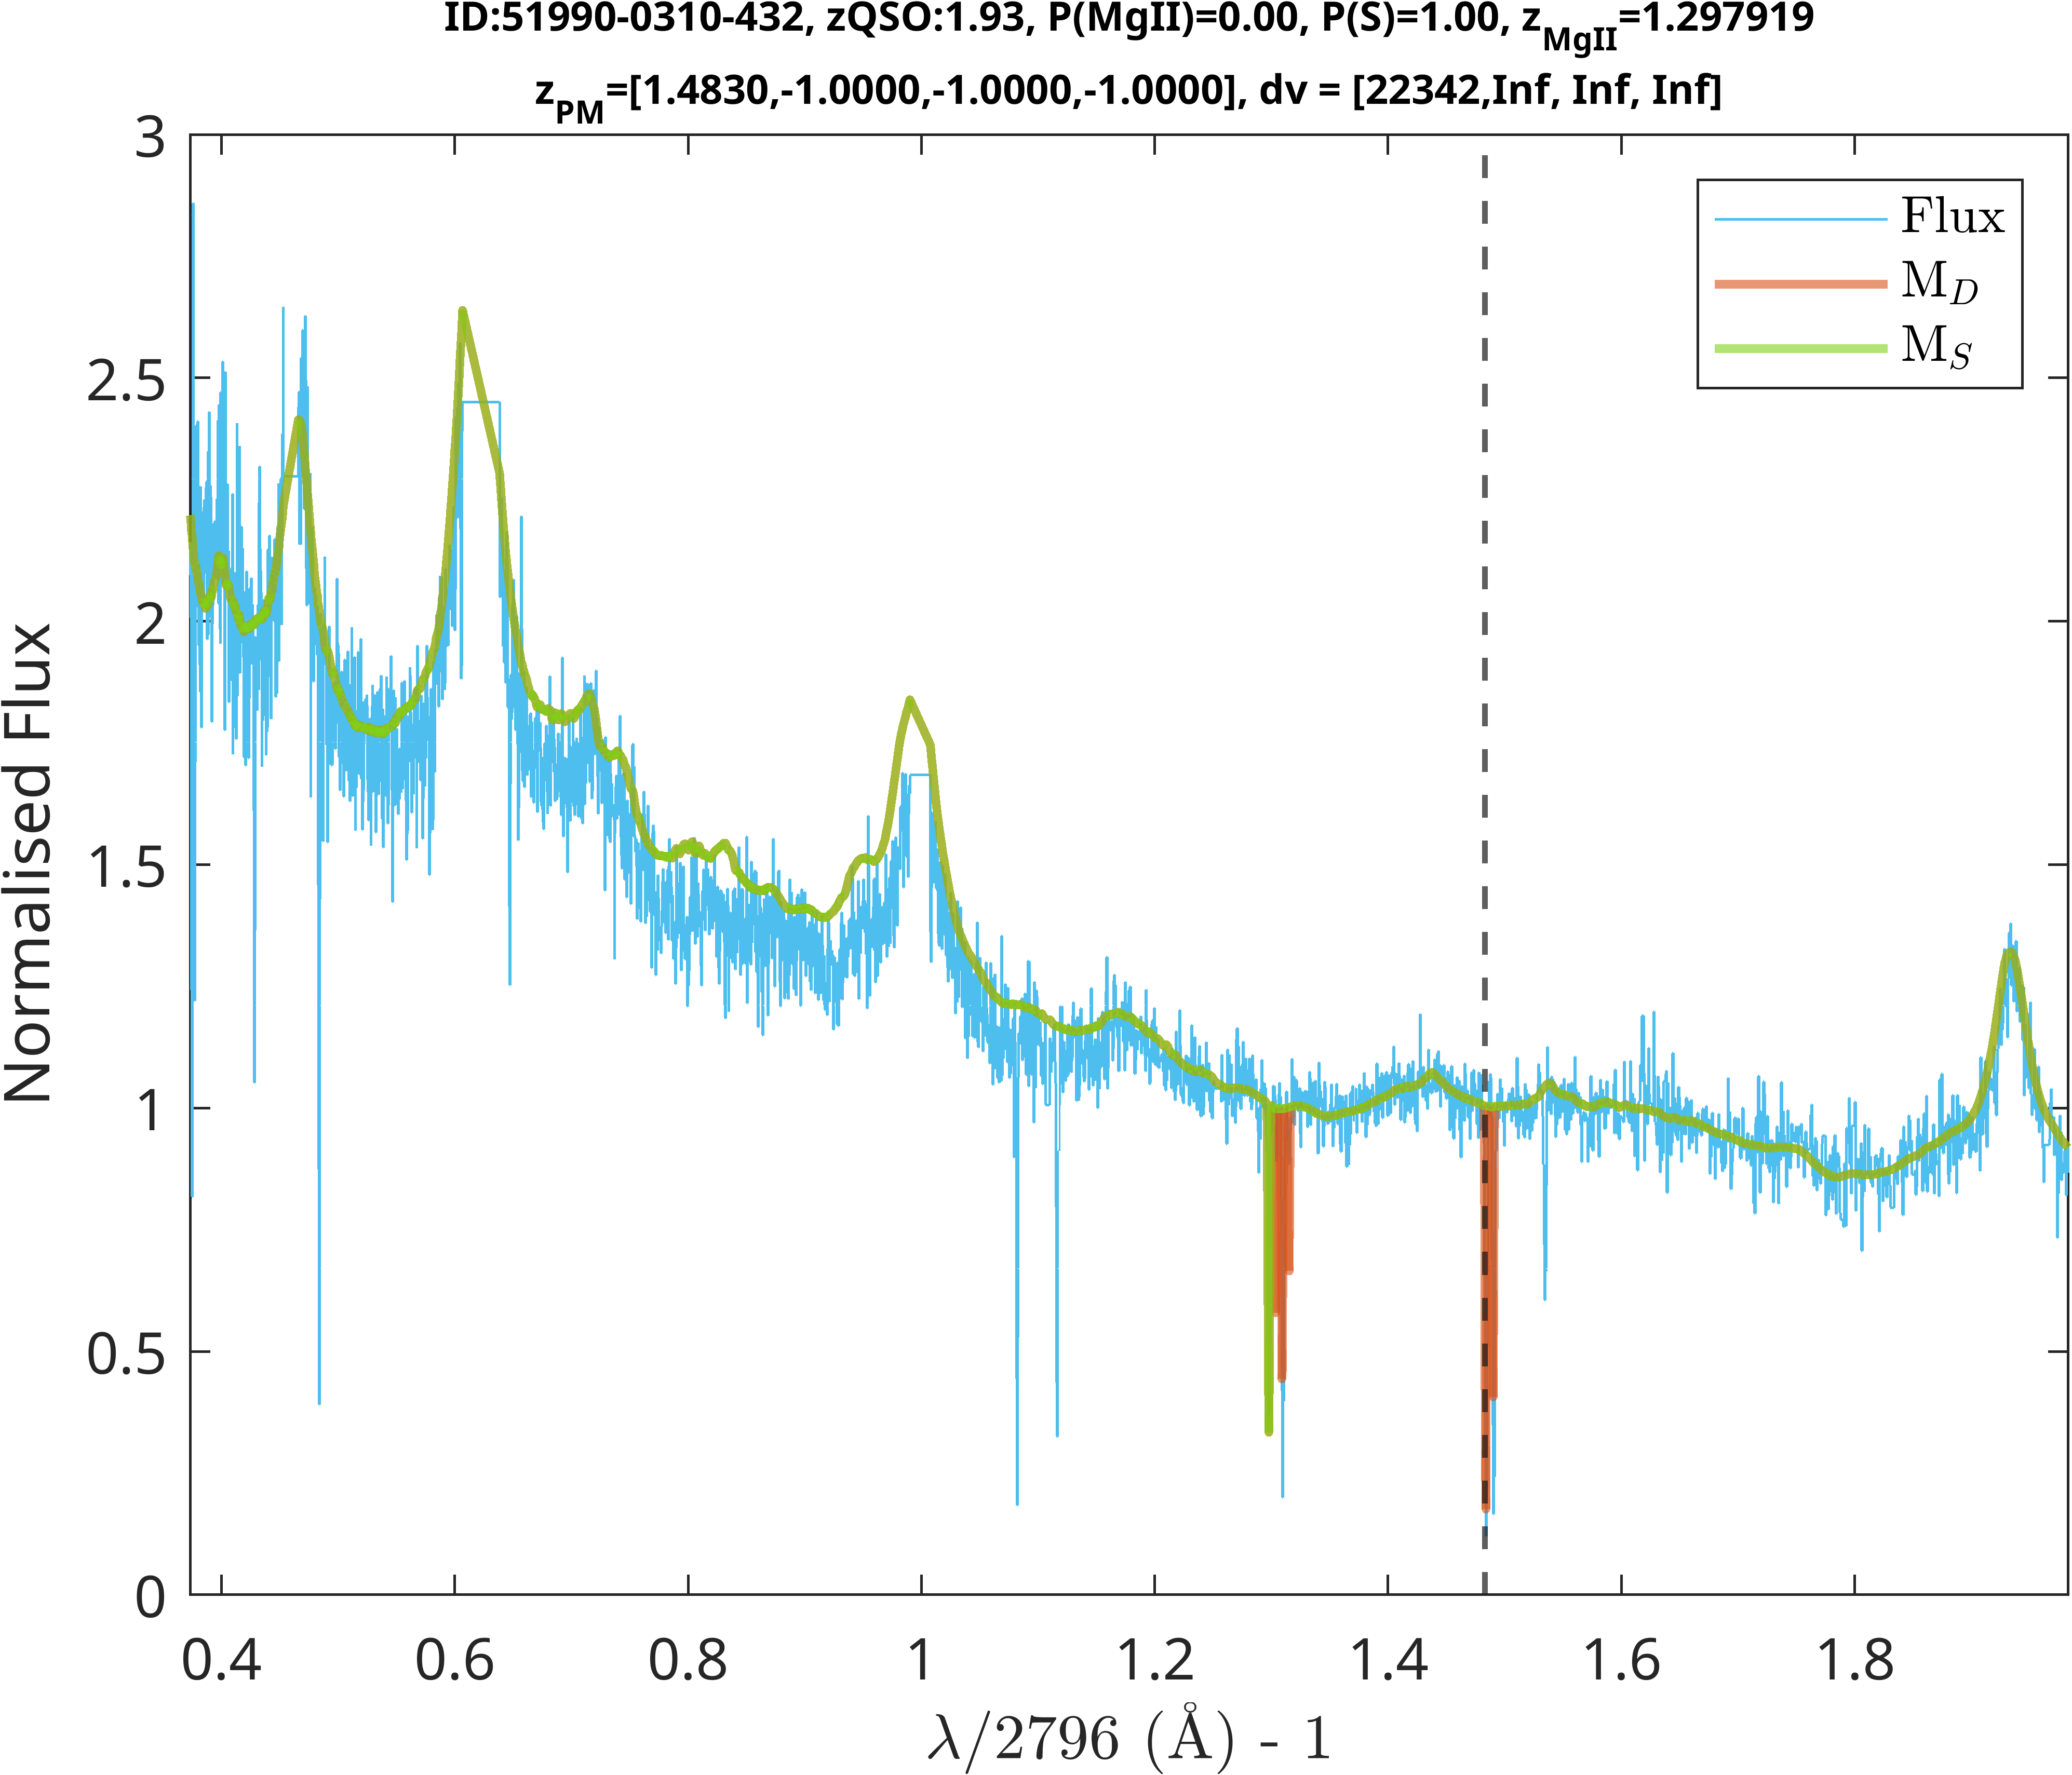 ID:51990-0310-432, zQSO:1.93, P(MgII)=0.00, P(S)=1.00, zMgII=1.297919
zPM=[1.4830,-1.0000,-1.0000,-1.0000], dv = [22342,Inf, Inf, Inf]
3
2.5
2
1.5
1
0.5
0
Normalised Flux
Flux
MD
MS
0.4 0.6 0.8 1 1.2 1.4 1.6 1.8
λ/2796 (Å) - 1